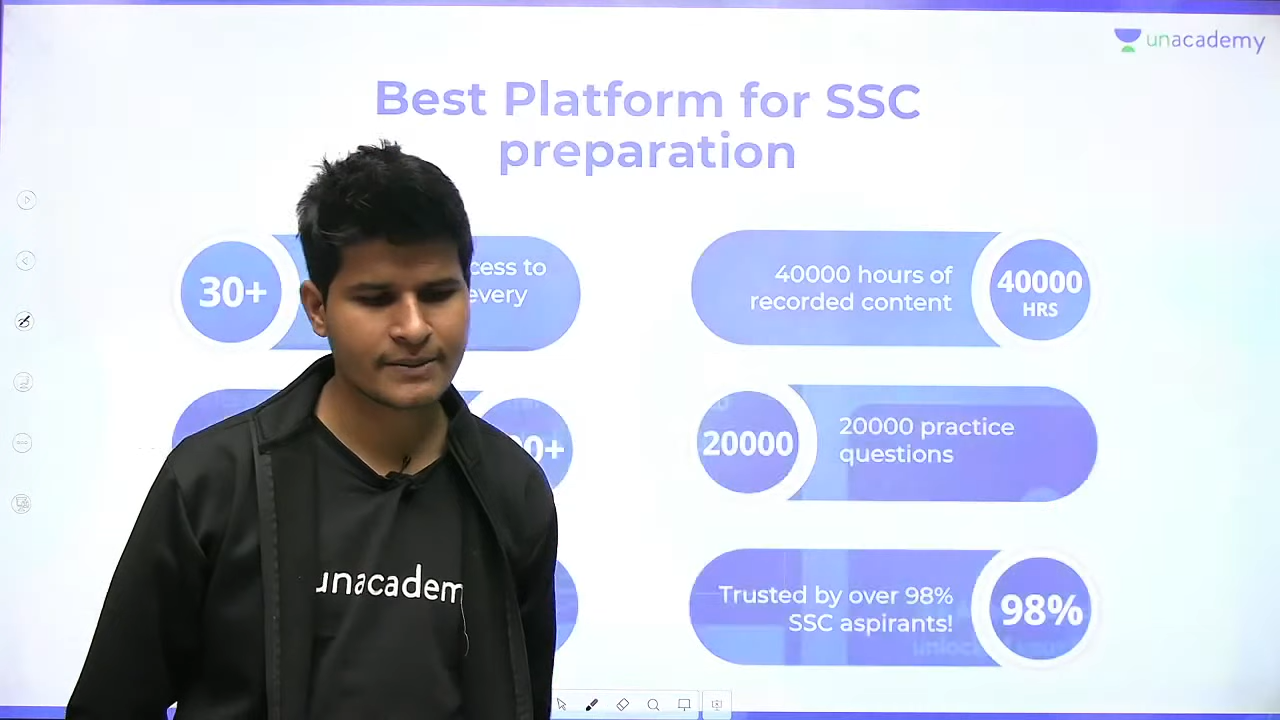 unacademy
Best Platform for SSC
preparation
30+
to
every
40000 hours of
recorded content
40000
HRS
20000
20000 practice
questions
unacadem
Trusted by over 98%
SSC aspirants!
98%